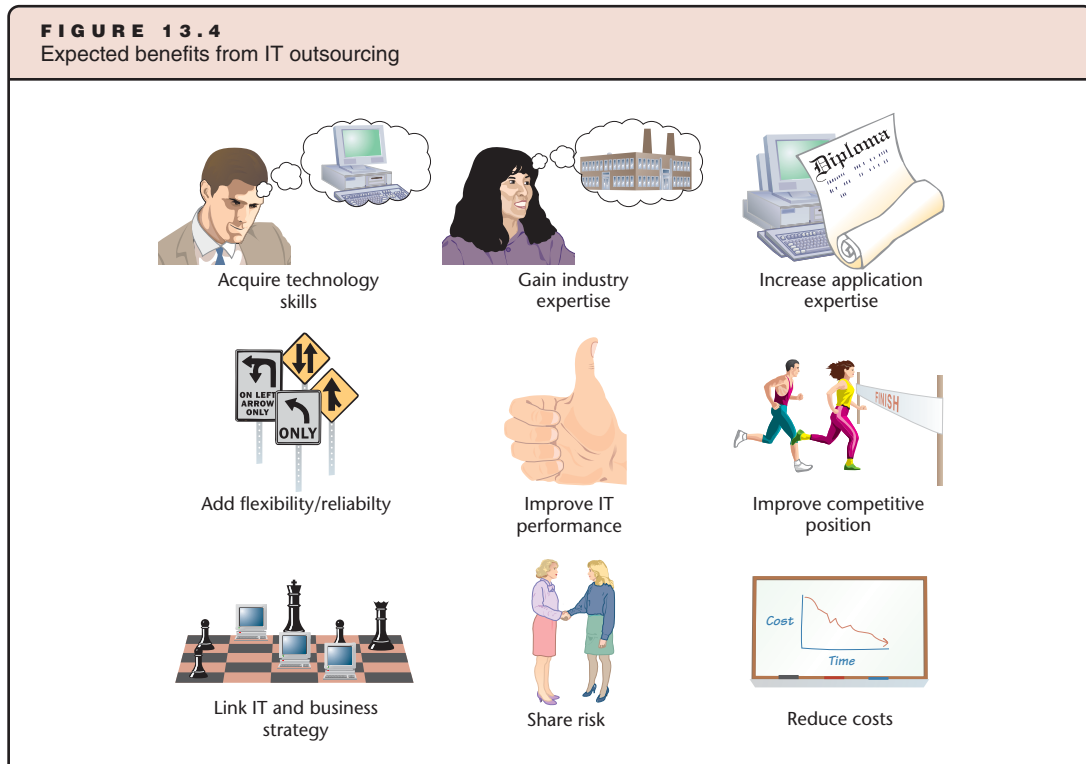 FIGURE 13.4
Expected benefits from IT outsourcing
Diploma
Acquire technology
skills
Gain industry
expertise
Increase application
expertise
ON LEFT
ARROW
ONLY
ONLY
FINISH
Add flexibility/reliabilty
Improve IT
performance
Improve competitive
position
Cost
Time
Link IT and business
strategy
Share risk
Reduce costs